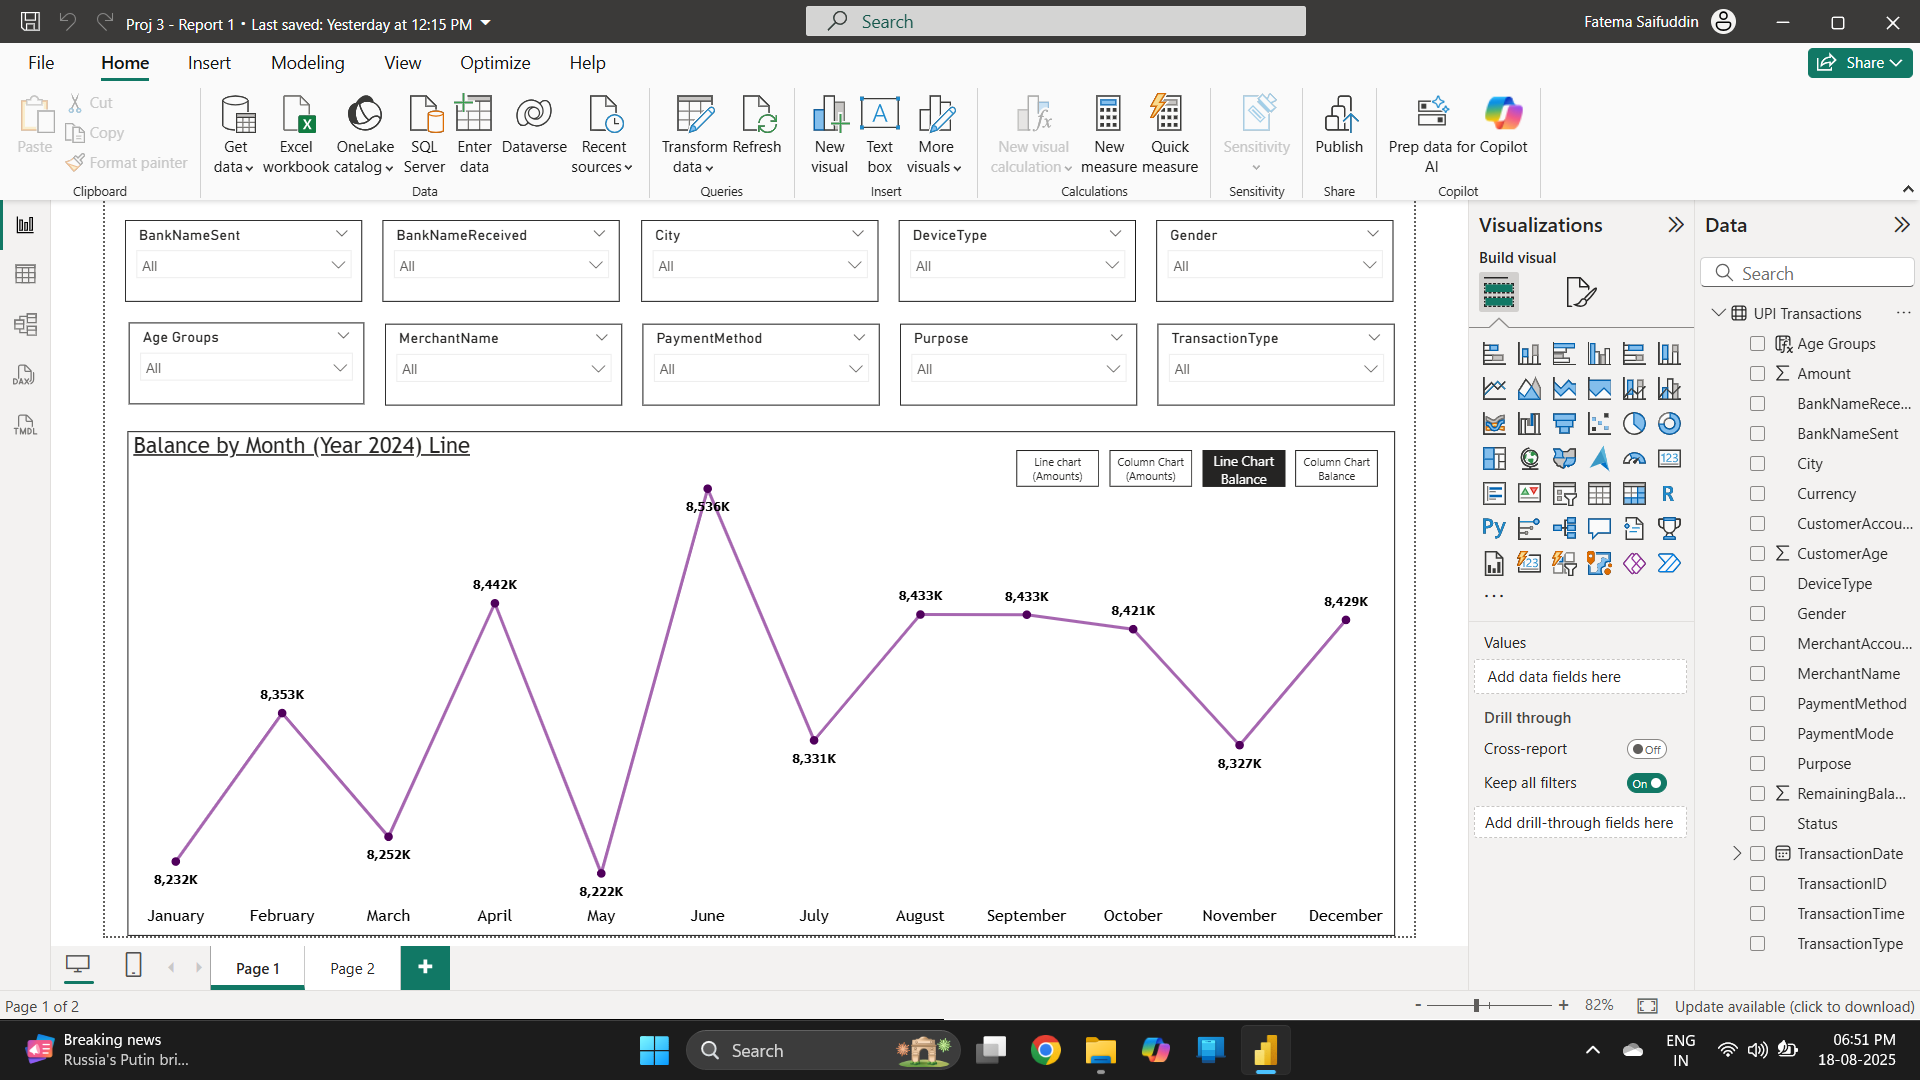 Proj 3 - Report 1 • Last saved: Yesterday at 12:15 PM
Search
Fatema Saifuddin
File
Home
Insert
Modeling
View
Optimize
Help
Share
Paste
Cut
Copy
Format painter
Clipboard
Get
data
Excel
workbook
OneLake
catalog
SQL
Server
Enter
data
Dataverse
Recent
sources
Data
Transform
data
Refresh
Queries
New
visual
Text
box
More
visuals
Insert
New visual
calculation
New
measure
Quick
measure
Calculations
Sensitivity
Sensitivity
Publish
Share
Prep data for
AI
Copilot
Copilot
BankNameSent
All
BankNameReceived
All
City
All
DeviceType
All
Gender
All
Age Groups
All
MerchantName
All
PaymentMethod
All
Purpose
All
TransactionType
All
Balance by Month (Year 2024) Line
Line chart
(Amounts)
Column Chart
(Amounts)
Line Chart
Balance
Column Chart
Balance
8,232K
8,353K
8,252K
8,442K
8,222K
8,536K
8,331K
8,433K
8,433K
8,421K
8,327K
8,429K
January
February
March
April
May
June
July
August
September
October
November
December
Visualizations
Build visual
Values
Add data fields here
Drill through
Cross-report
Off
Keep all filters
On
Add drill-through fields here
Data
Search
UPI Transactions
Age Groups
Amount
BankNameRece...
BankNameSent
City
Currency
CustomerAccou...
CustomerAge
DeviceType
Gender
MerchantAccou...
MerchantName
PaymentMethod
PaymentMode
Purpose
RemainingBala...
Status
TransactionDate
TransactionID
TransactionTime
TransactionType
DAX
TMDL
123
R
Py
123
Page 1
Page 2
Page 1 of 2
82%
Update available (click to download)
Breaking news
Russia's Putin bri...
Search
ENG
IN
06:51 PM
18-08-2025